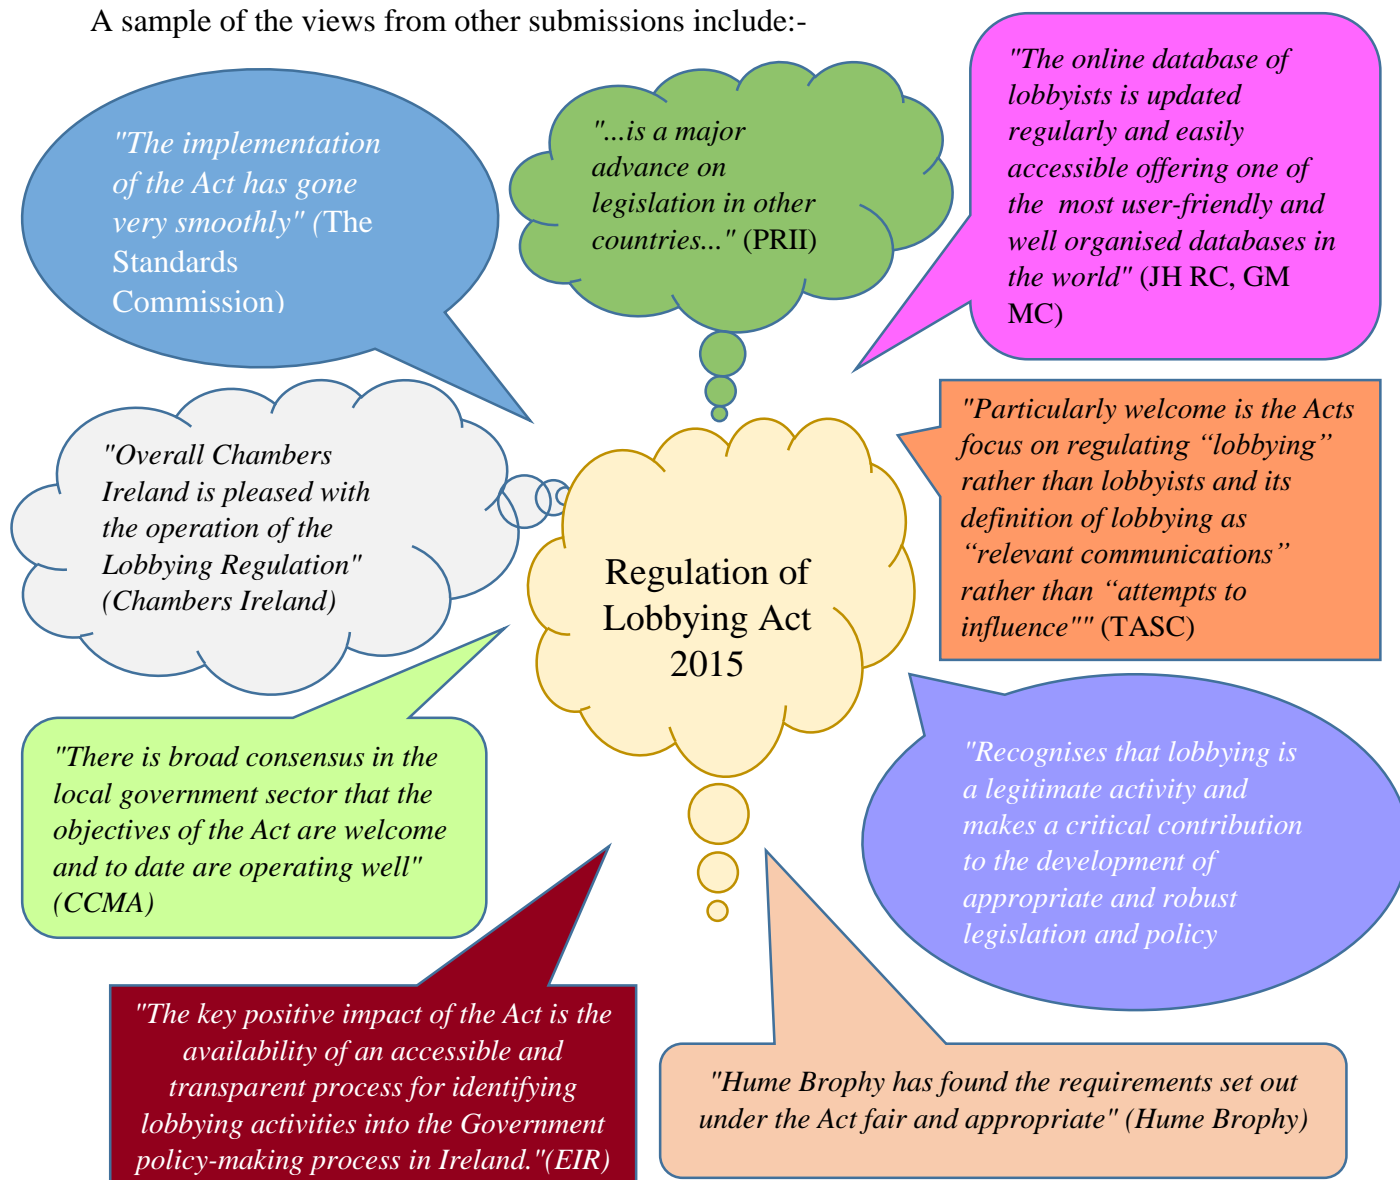 A sample of the views from other submissions include:-
"The implementation
of the Act has gone
very smoothly" (The
Standards
Commission)
"...is a major
advance on
legislation in other
countries..." (PRII)
"The online database of
lobbyists is updated
regularly and easily
accessible offering one of
the most user-friendly and
well organised databases in
the world" (JH RC, GM
MC)
"Overall Chambers
Ireland is pleased with
the operation of the
Lobbying Regulation"
(Chambers Ireland)
Regulation of
Lobbying Act
2015
"Particularly welcome is the Acts
focus on regulating “lobbying”
rather than lobbyists and its
definition of lobbying as
“relevant communications”
rather than “attempts to
influence"" (TASC)
"There is broad consensus in the
local government sector that the
objectives of the Act are welcome
and to date are operating well"
(CCMA)
"Recognises that lobbying is
a legitimate activity and
makes a critical contribution
to the development of
appropriate and robust
legislation and policy
"The key positive impact of the Act is the
availability of an accessible and
transparent process for identifying
lobbying activities into the Government
policy-making process in Ireland."(EIR)
"Hume Brophy has found the requirements set out
under the Act fair and appropriate" (Hume Brophy)